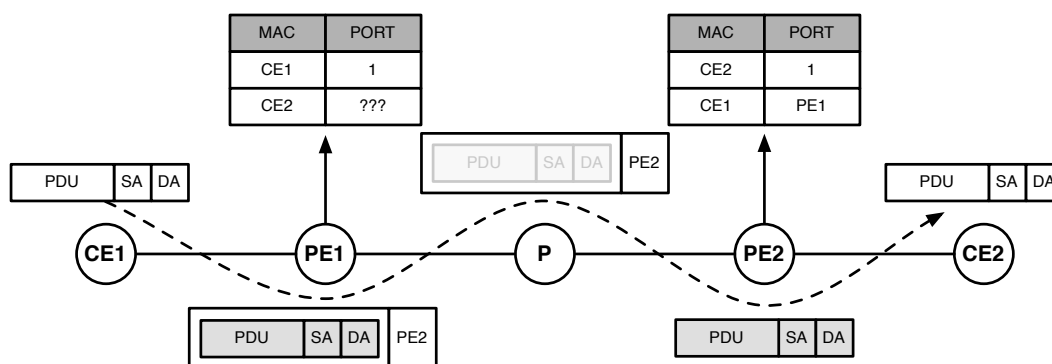 MAC PORT
CE1 1
CE2 ???
MAC PORT
CE2 1
CE1 PE1
PDU SA DA
PDU SA DA PE2
PDU SA DA
CE1 PE1 P PE2 CE2
PDU SA DA PE2
PDU SA DA